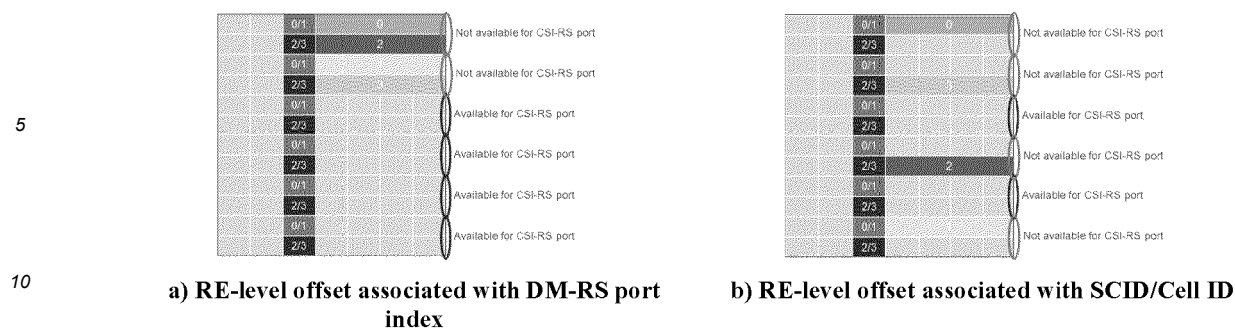 0/1 0 Not available for CSI-RS port
2/3 2
0/1 Not available for CSI-RS port
2/3
0/1 Available for CSI-RS port
2/3
0/1 Available for CSI-RS port
2/3
0/1 Available for CSI-RS port
2/3
0/1 Available for CSI-RS port
2/3
0/1 0 Not available for CSI-RS port
2/3
0/1 Not available for CSI-RS port
2/3
0/1 Available for CSI-RS port
2/3
0/1 Not available for CSI-RS port
2/3 2
0/1 Available for CSI-RS port
2/3
0/1 Not available for CSI-RS port
2/3
5
10
a) RE-level offset associated with DM-RS port
index
b) RE-level offset associated with SCID/Cell ID